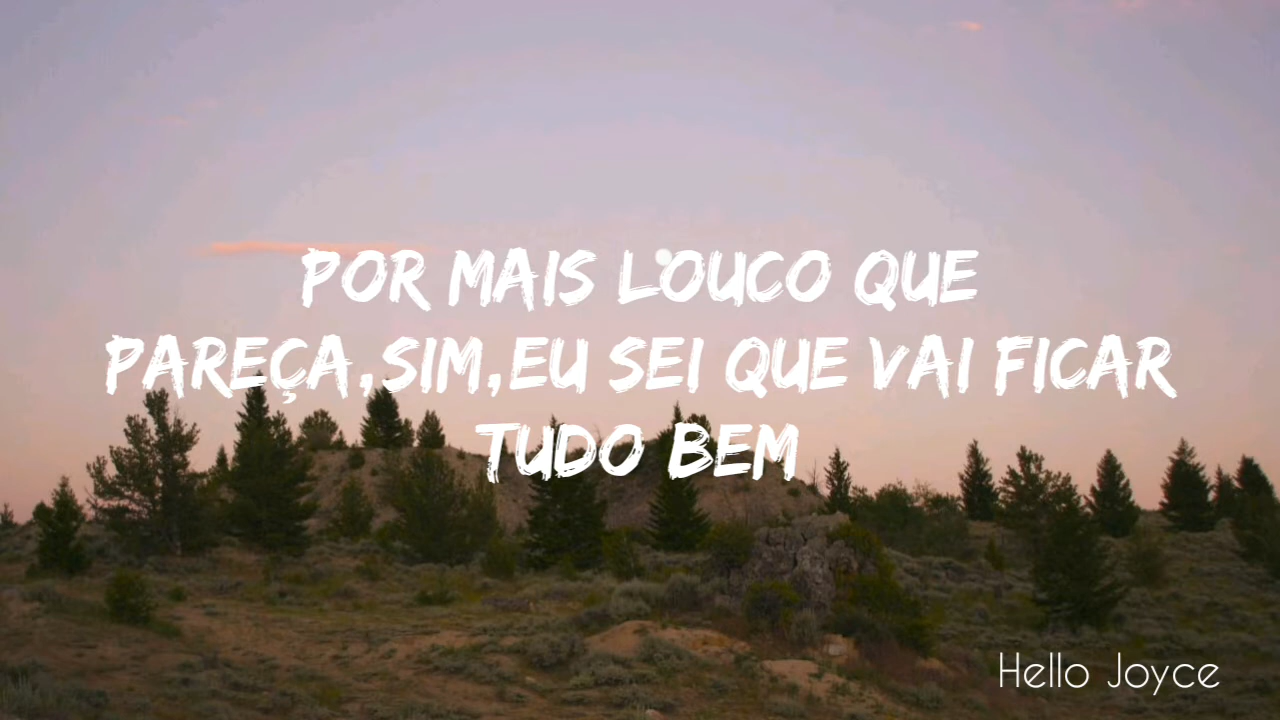 POR MAIS LOUCO QUE
PAREÇA,SIM,EU SEI QUE VAI FICAR
TUDO BEM
Hello Joyce